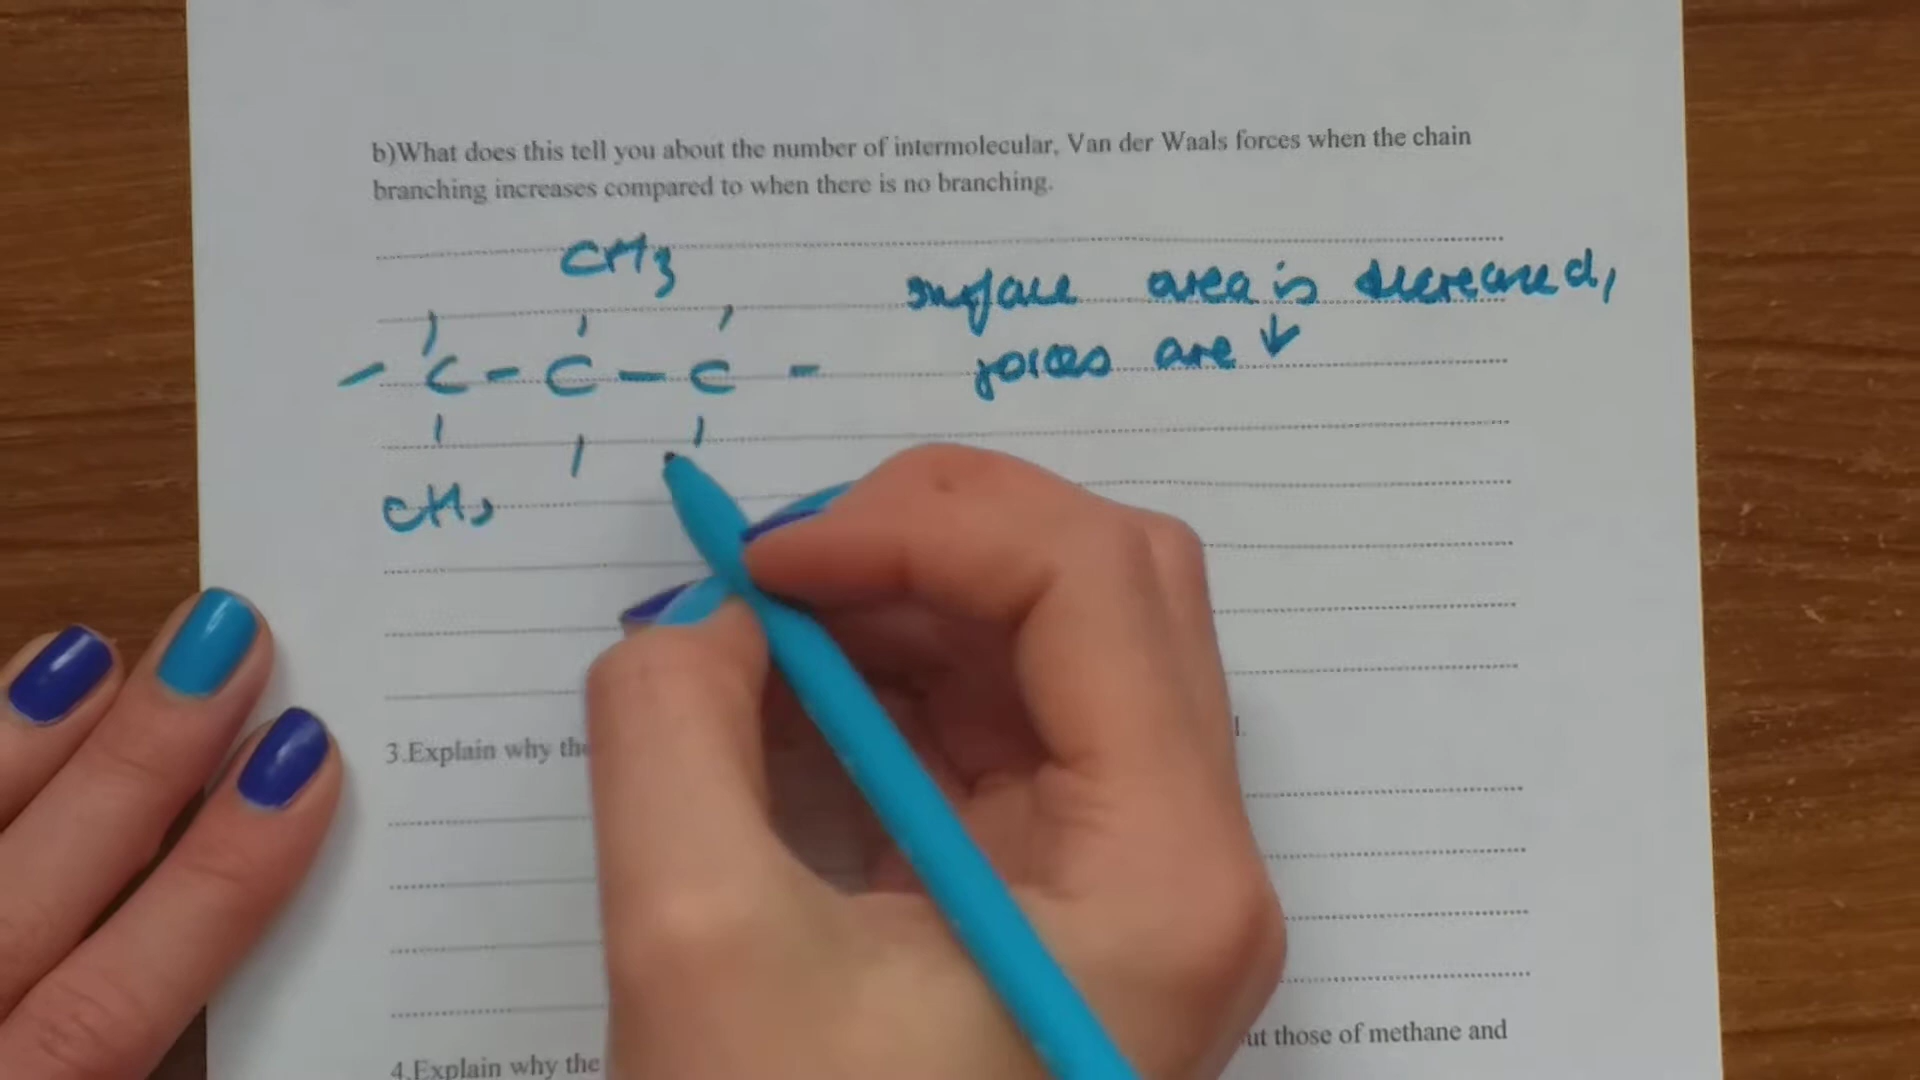 b)What does this tell you about the number of intermolecular, Van der Waals forces when the chain
branching increases compared to when there is no branching.
CH3
surface area is decreased,
C - C - C -
forces are ↓
CH3
3.Explain why the
l.
ut those of methane and
4.Explain why the